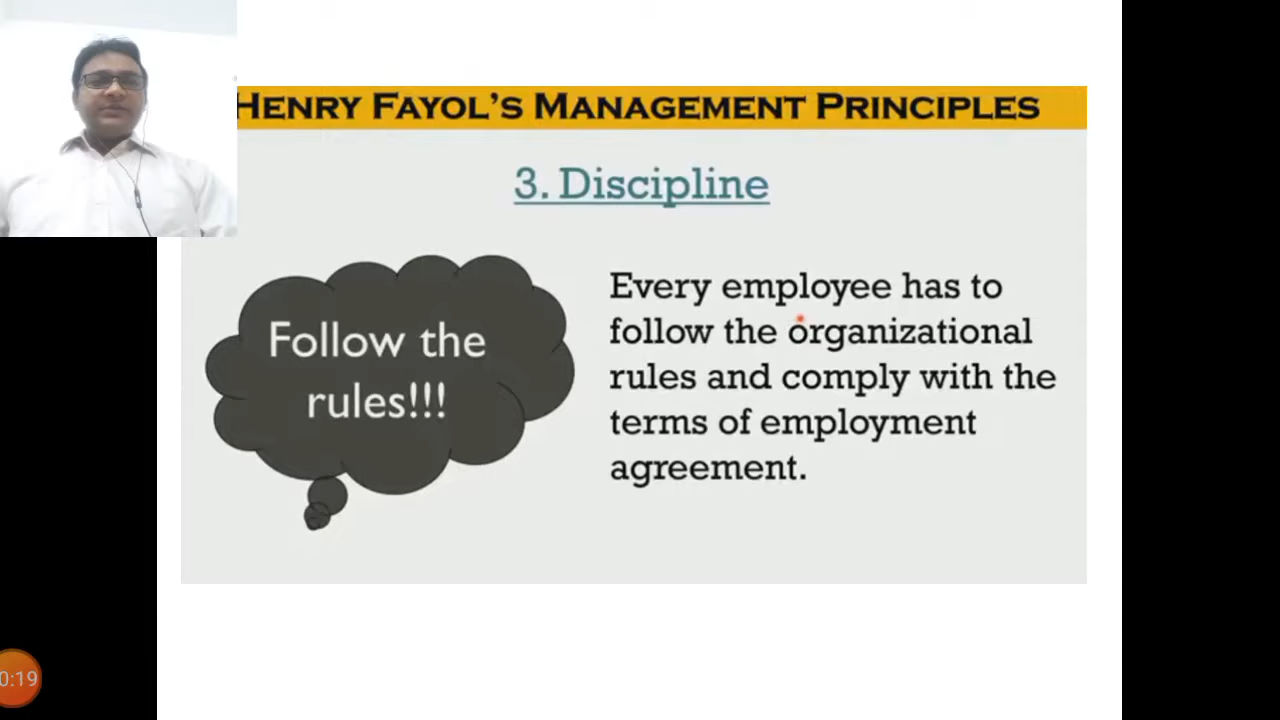 HENRY FAYOL'S MANAGEMENT PRINCIPLES
3. Discipline
Follow the
rules!!!
Every employee has to
follow the organizational
rules and comply with the
terms of employment
agreement.
0:19